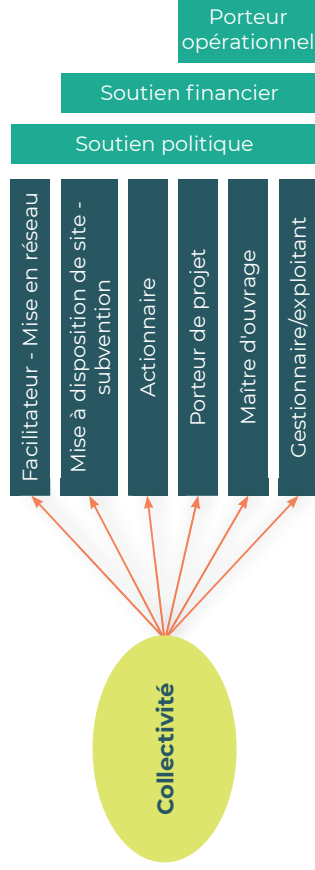 Porteur
opérationnel
Soutien financier
Soutien politique
Facilitateur - Mise en réseau
Mise à disposition de site -
subvention
Actionnaire
Porteur de projet
Maître d'ouvrage
Gestionnaire/exploitant
Collectivité